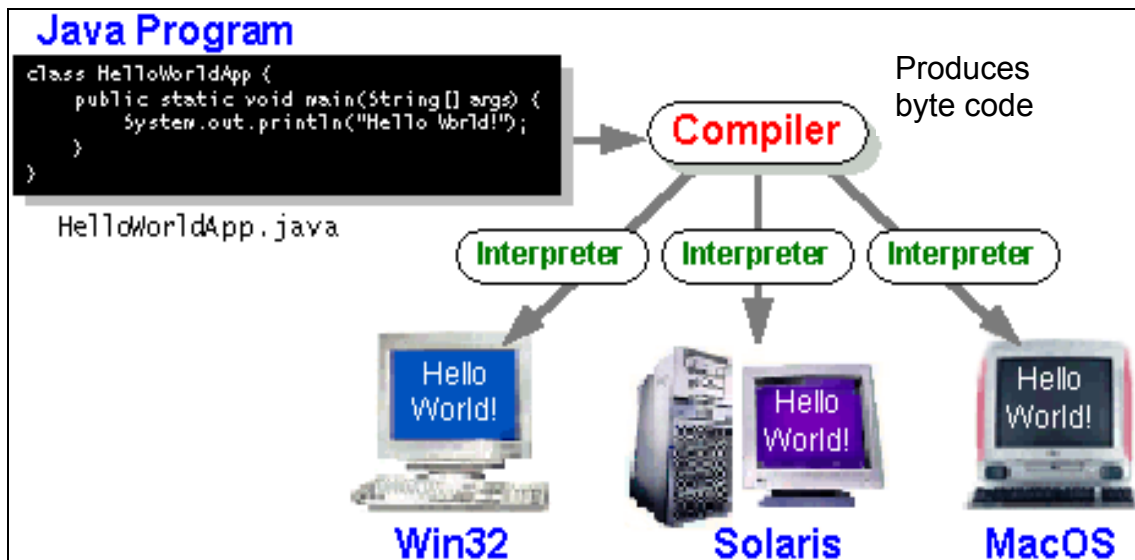 Java Program
class HelloWorldApp {
public static void main(String[] args) {
System.out.println("Hello World!");
}
}
HelloWorldApp.java
Produces
byte code
Compiler
Interpreter Interpreter Interpreter
Hello
World!
Hello
World!
Hello
World!
Win32 Solaris MacOS